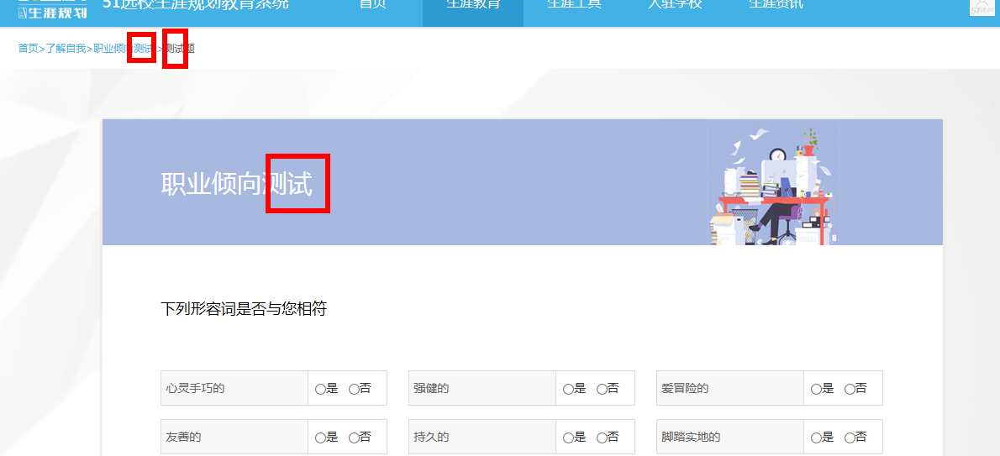 生涯规划 51选校生涯规划教育系统 首页 生涯教育 生涯工具 入驻学校 生涯资讯
首页>了解自我>职业倾向测试>测试题
职业倾向测试
下列形容词是否与您相符
心灵手巧的 是 否 强健的 是 否 爱冒险的 是 否
友善的 是 否 持久的 是 否 脚踏实地的 是 否